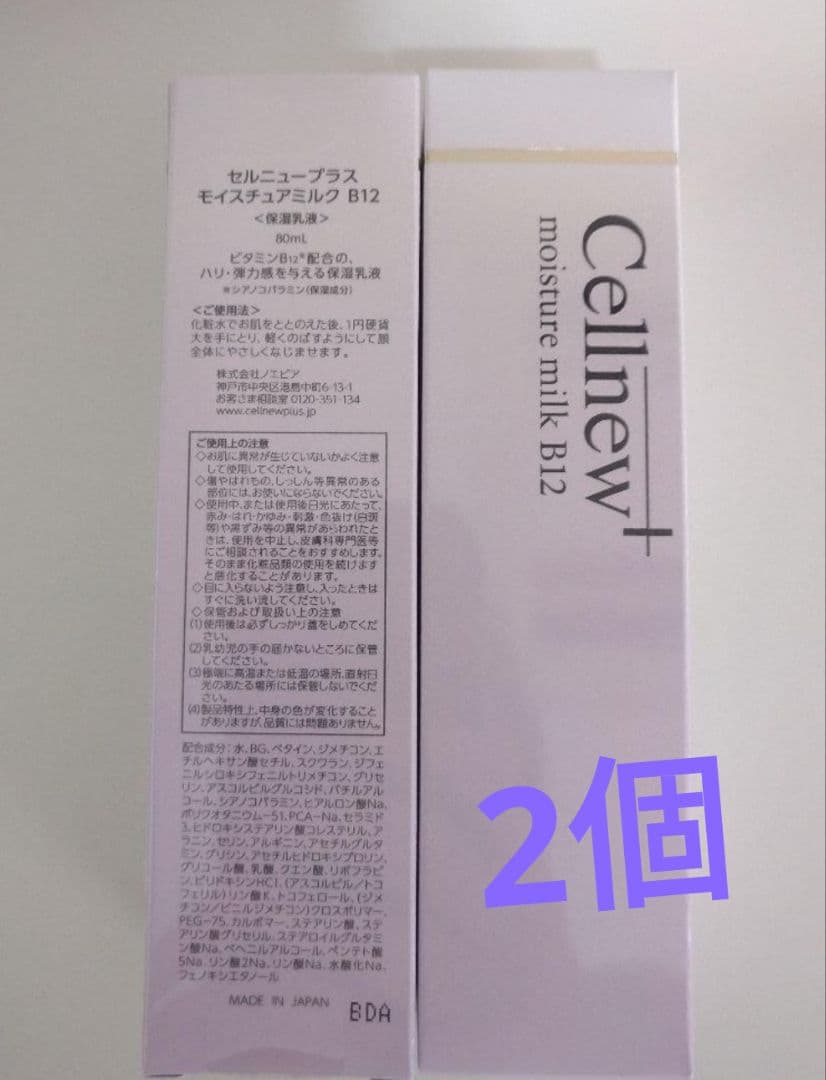 セルニュープラス
モイスチュアミルク B12
<保湿乳液>
80mL
ビタミンB12※配合の、
ハリ・弾力感を与える保湿乳液
※シアノコバラミン(保湿成分)
<ご使用法>
化粧水でお肌をととのえた後、1円硬貨
大を手にとり、軽くのばすようにして顔
全体にやさしくなじませます。
株式会社ノエビア
神戸市中央区港島中町6-13-1
お客さま相談室 0120-351-134
www.cellnewplus.jp
ご使用上の注意
◇お肌に異常が生じていないかよく注意
して使用してください。
◇傷やはれもの、しっしん等異常のある
部位には、お使いにならないでください。
◇使用中、または使用後日光にあたって、
赤み・はれ・かゆみ・刺激・色抜け(白斑
等)や黒ずみ等の異常があらわれたと
きは、使用を中止し、皮膚科専門医等
にご相談されることをおすすめします。
そのまま化粧品類の使用を続けます
と悪化することがあります。
◇目に入らないよう注意し、入ったときは
すぐに洗い流してください。
◇保管および取扱い上の注意
(1)使用後は必ずしっかり蓋をしめてくだ
さい。
(2)乳幼児の手の届かないところに保管
してください。
(3)極端に高温または低温の場所、直射日
光のあたる場所には保管しないでくだ
さい。
(4)製品特性上、中身の色が変化すること
がありますが、品質には問題ありません。
配合成分:水、BG、ベタイン、ジメチコン、エ
チルヘキサン酸セチル、スクワラン、ジフェ
ニルシロキシフェニルトリメチコン、グリセ
リン、アスコルビルグルコシド、バチルアル
コール、シアノコバラミン、ヒアルロン酸Na、
ポリクオタニウム-51、PCA-Na、セラミド
3、ヒドロキシステアリン酸コレステリル、ア
ラニン、セリン、アルギニン、アセチルグルタ
ミン、グリシン、アセチルヒドロキシプロリン、
グリコール酸、乳酸、クエン酸、リボフラビ
ン、ピリドキシンHCl、(アスコルビル/トコ
フェリル)リン酸K、トコフェロール、(ジメ
チコン/ビニルジメチコン)クロスポリマー、
PEG-75、カルボマー、ステアリン酸、ステ
アリン酸グリセリル、ステアロイルグルタミ
ン酸Na、ベヘニルアルコール、ペンテト酸
5Na、リン酸2Na、リン酸Na、水酸化Na、
フェノキシエタノール
MADE IN JAPAN
BDA
Cellnew+
moisture milk B12
2個